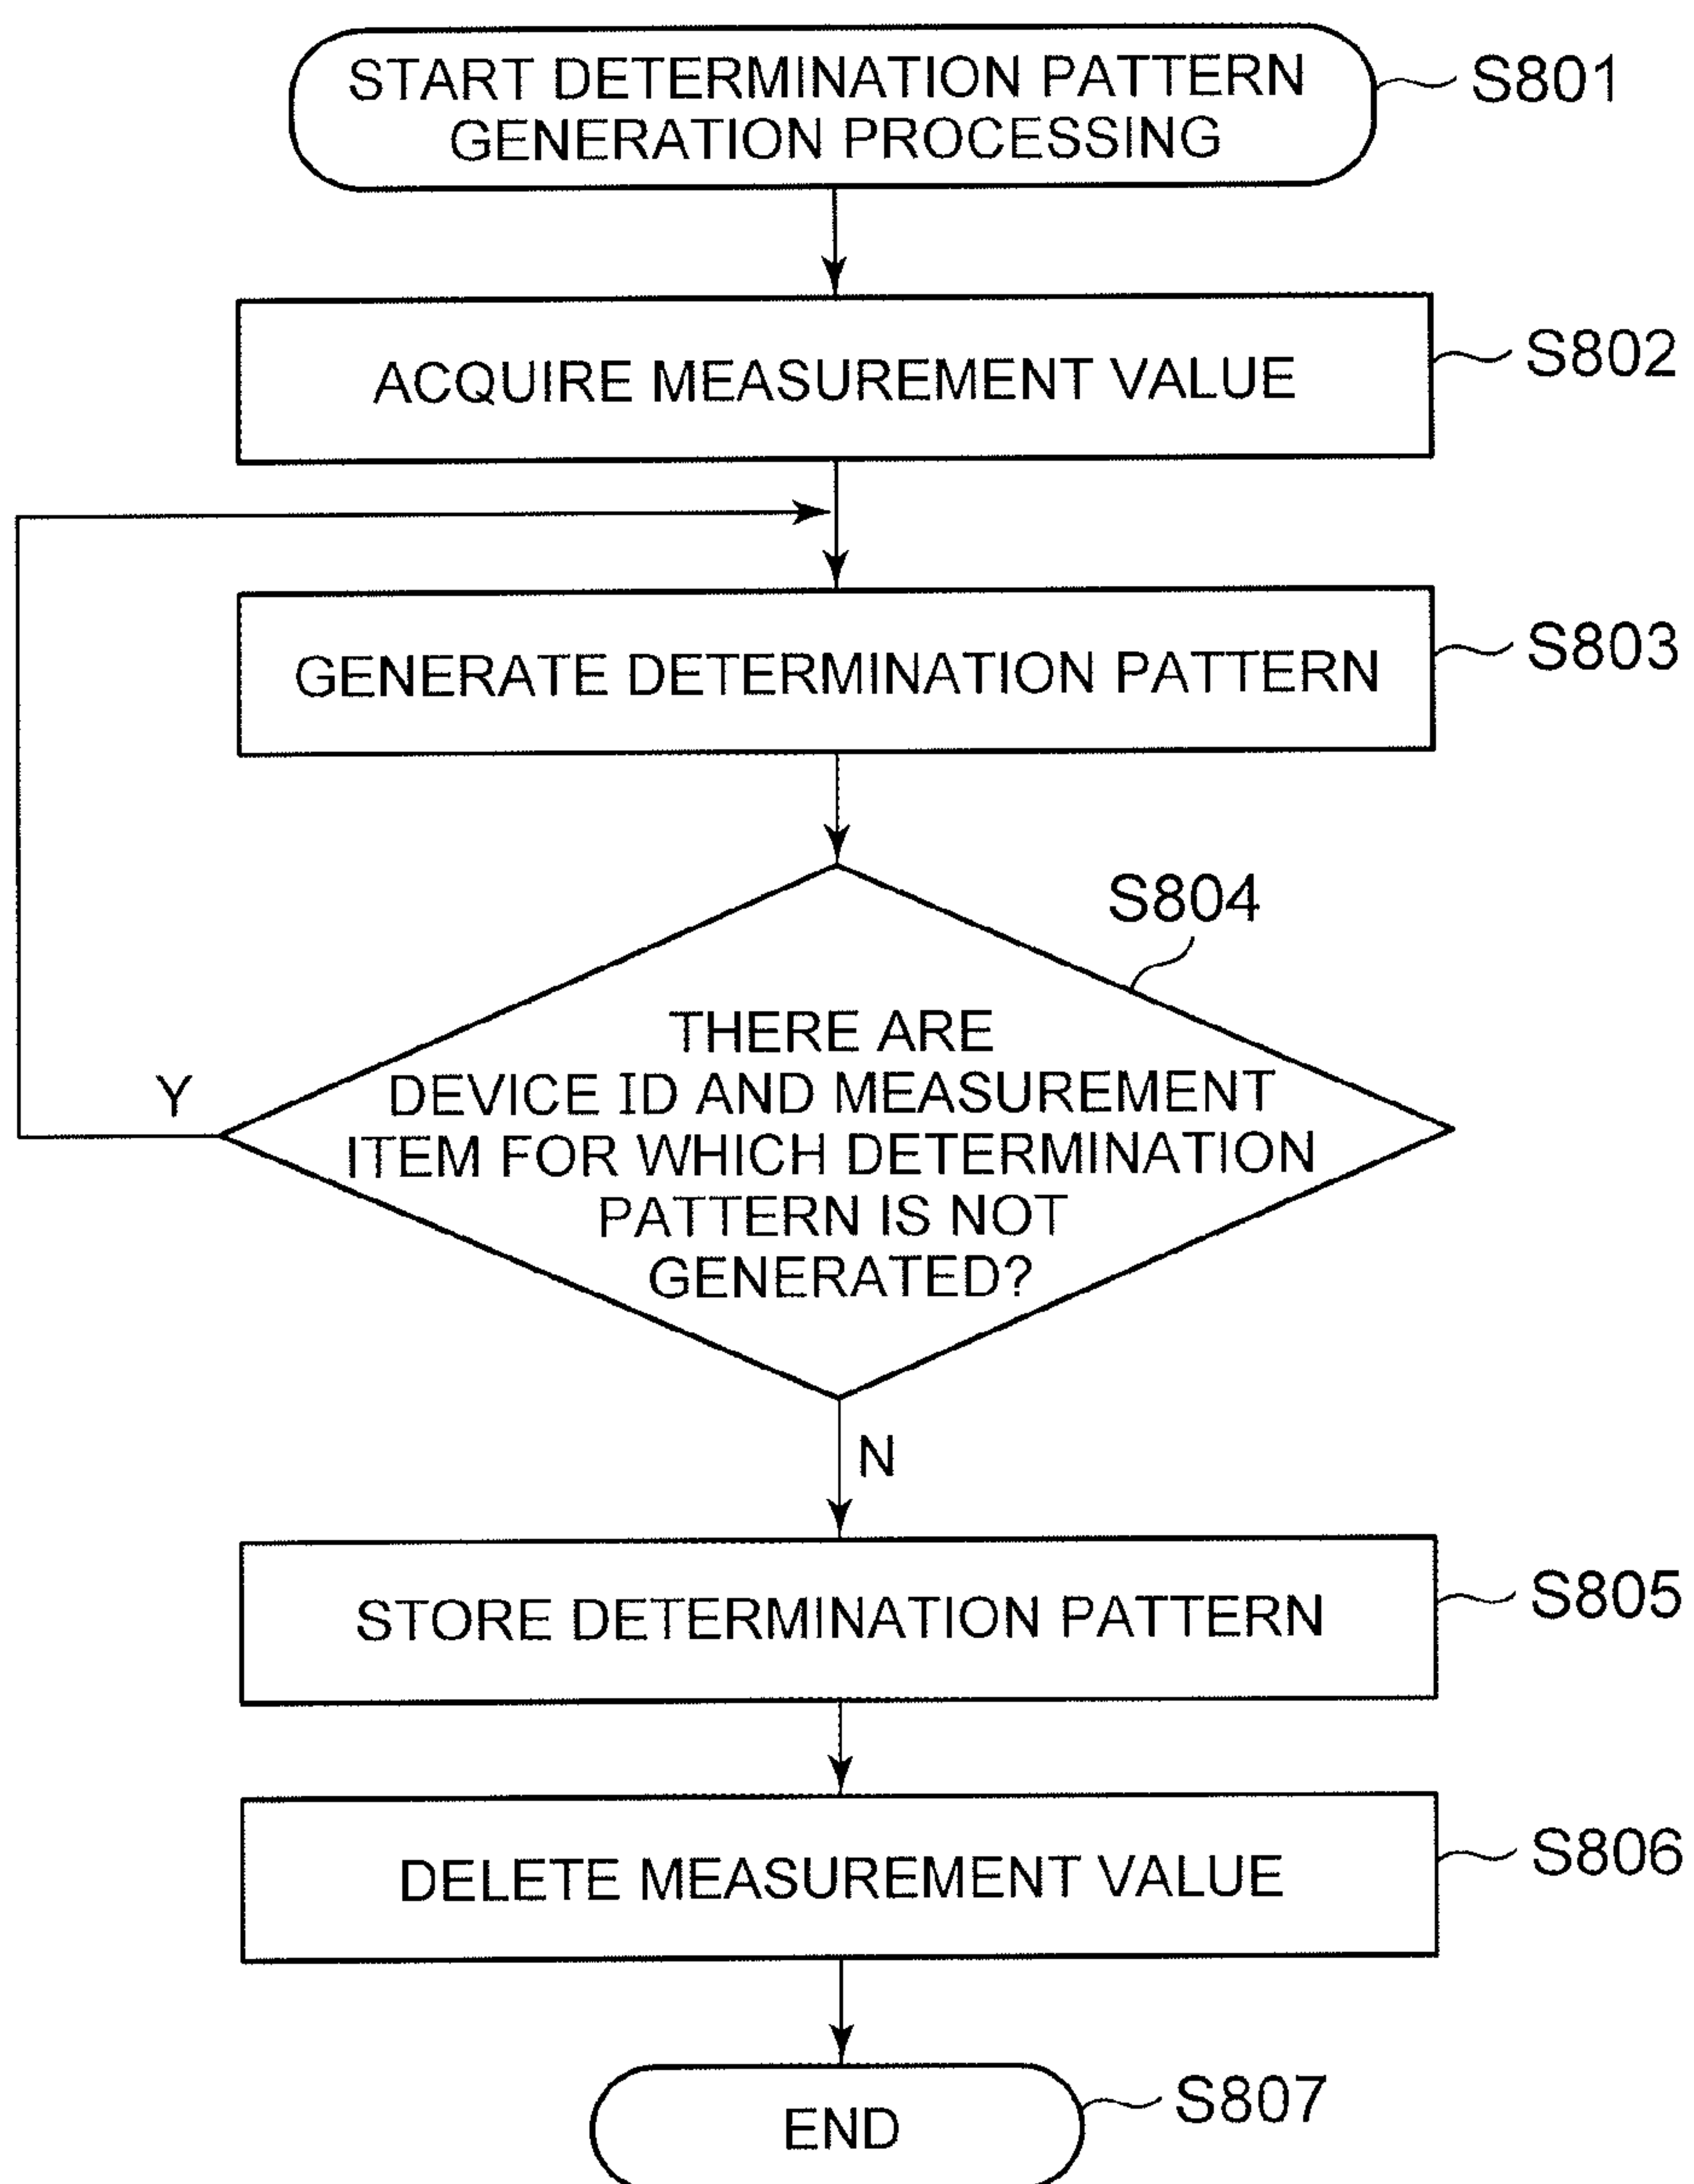 START DETERMINATION PATTERN
GENERATION PROCESSING
S801
ACQUIRE MEASUREMENT VALUE
S802
GENERATE DETERMINATION PATTERN
S803
S804
THERE ARE
DEVICE ID AND MEASUREMENT
ITEM FOR WHICH DETERMINATION
PATTERN IS NOT
GENERATED?
Y
N
STORE DETERMINATION PATTERN
S805
DELETE MEASUREMENT VALUE
S806
END
S807